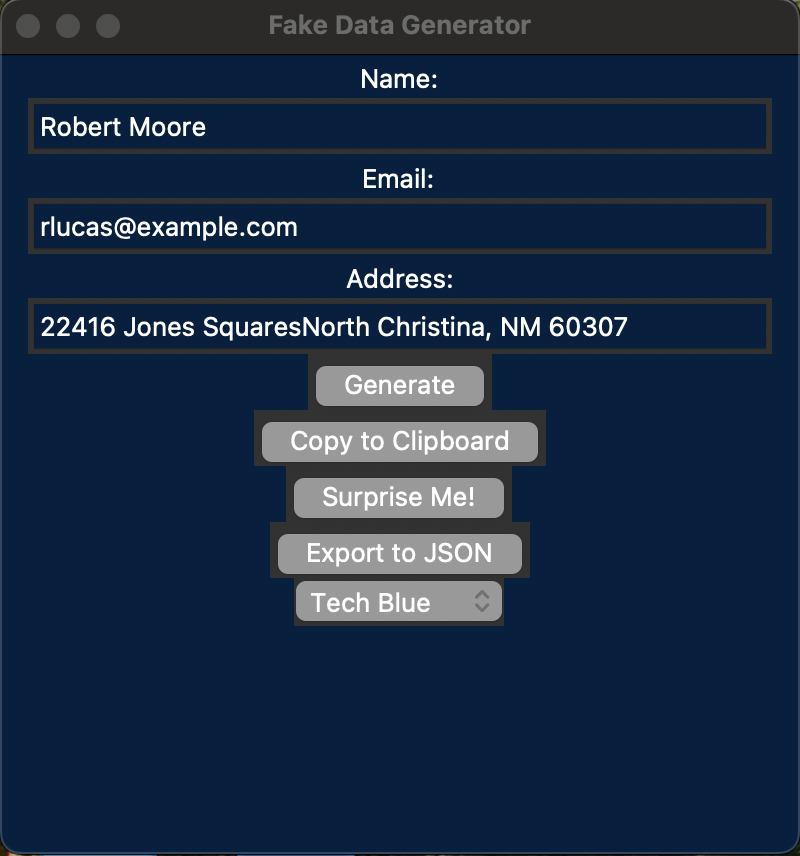 Fake Data Generator
Name:
Robert Moore
Email:
rlucas@example.com
Address:
22416 Jones SquaresNorth Christina, NM 60307
Generate
Copy to Clipboard
Surprise Me!
Export to JSON
Tech Blue